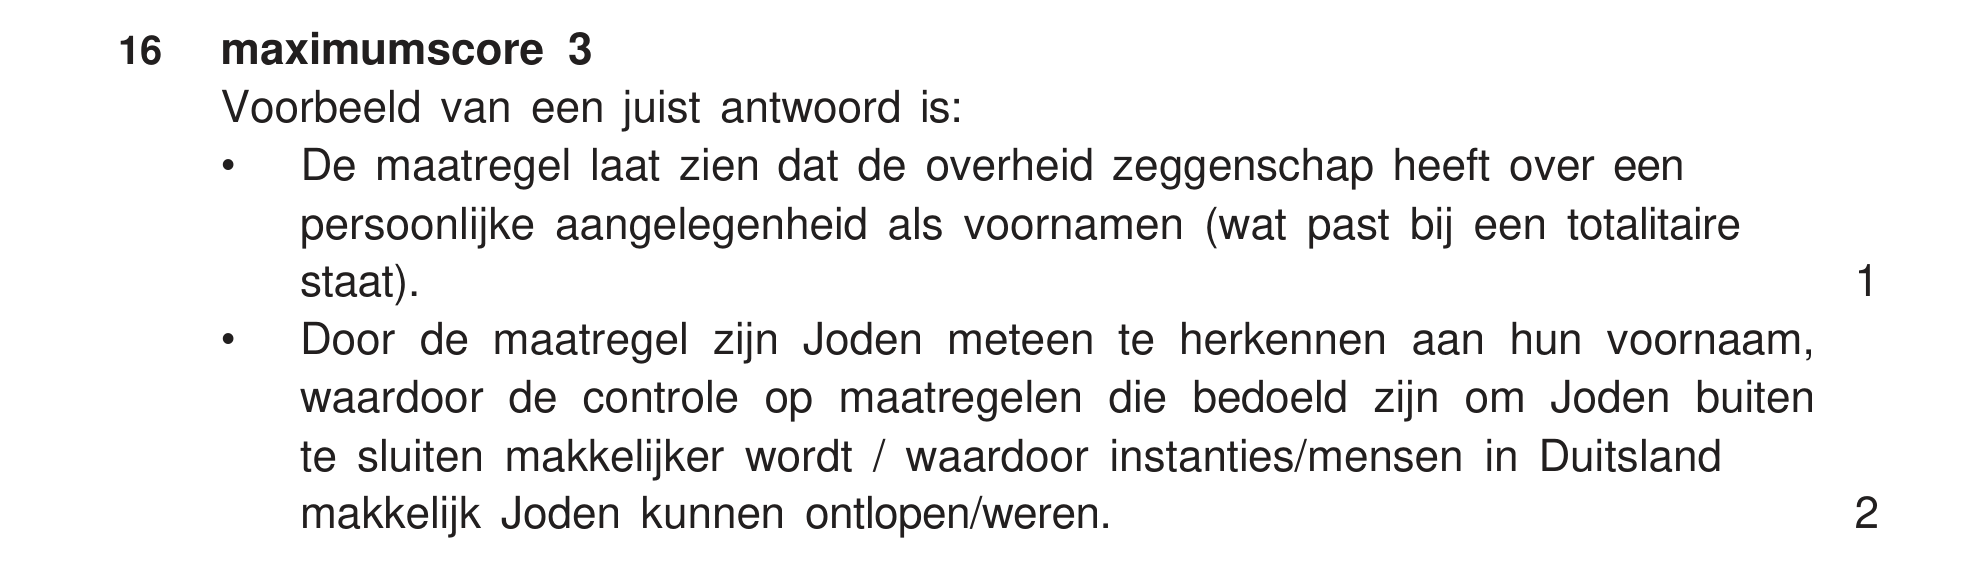 16 maximumscore 3
Voorbeeld van een juist antwoord is:
• De maatregel laat zien dat de overheid zeggenschap heeft over een
persoonlijke aangelegenheid als voornamen (wat past bij een totalitaire
staat). 1
• Door de maatregel zijn Joden meteen te herkennen aan hun voornaam,
waardoor de controle op maatregelen die bedoeld zijn om Joden buiten
te sluiten makkelijker wordt / waardoor instanties/mensen in Duitsland
makkelijk Joden kunnen ontlopen/weren. 2